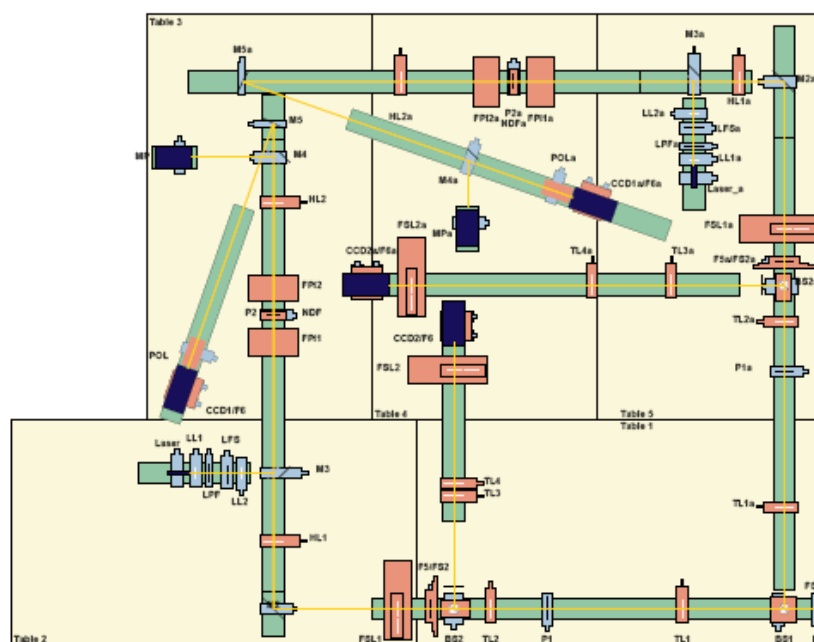 Table 3
M3a
M5a
M2a
HL1a
P2a
NDFa
FPI2a
FPI1a
HL2a
LL2a
LFSa
LPFa
LL1a
Laser_a
M5
M4
MP
POLa
M4a
CCD1a/F6a
HL2
FSL2a
MPa
FSL1a
CCD2a/F6a
TL4a
TL3a
F5a/FS2a
FPI2
P2
NDF
TL2a
FPI1
CCD2/F6
POL
FSL2
P1a
CCD1/F6
Table 4
Table 5
Table 1
Laser
LL1
LFS
M3
LPF
LL2
TL4
TL3
TL1a
HL1
F5/FS2
Table 2
FSL1
BS2
TL2
P1
TL1
BS1